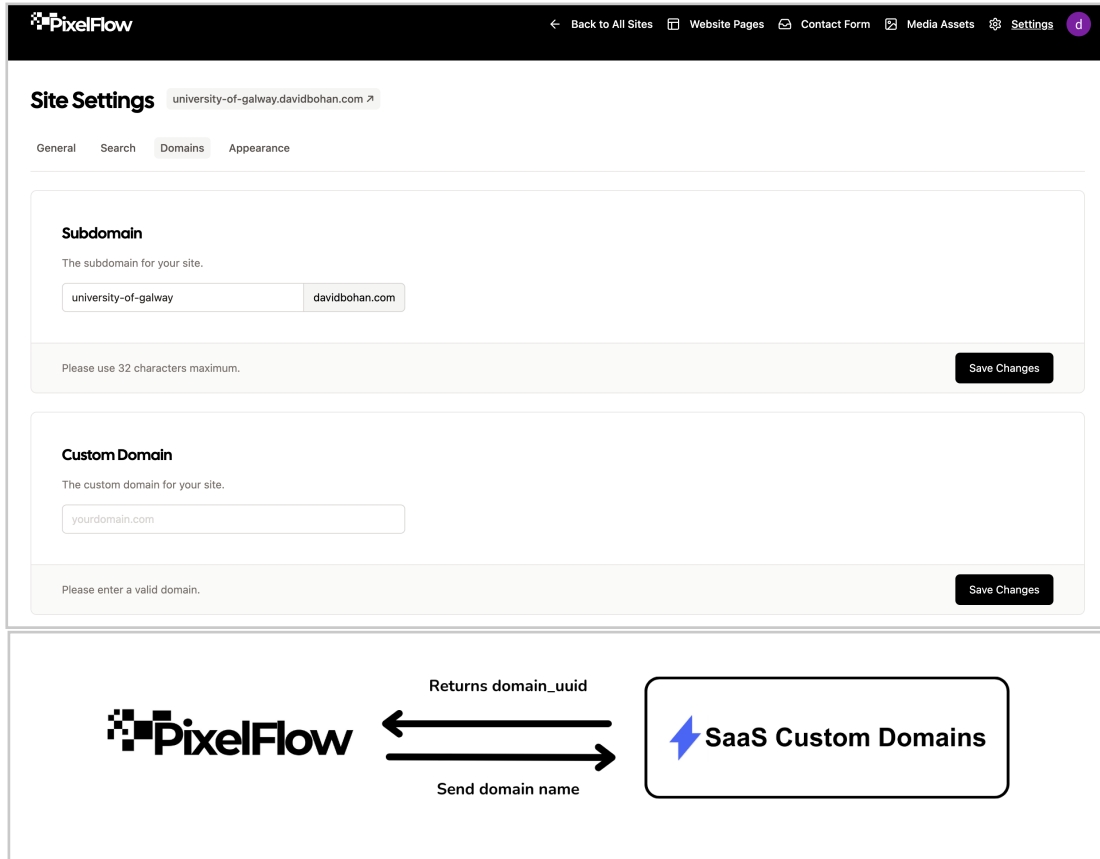 PixelFlow
Back to All Sites Website Pages Contact Form Media Assets Settings d
Site Settings university-of-galway.davidbohan.com ↗
General Search Domains Appearance
Subdomain
The subdomain for your site.
university-of-galway davidbohan.com
Please use 32 characters maximum. Save Changes
Custom Domain
The custom domain for your site.
yourdomain.com
Please enter a valid domain. Save Changes
Returns domain_uuid
PixelFlow
SaaS Custom Domains
Send domain name